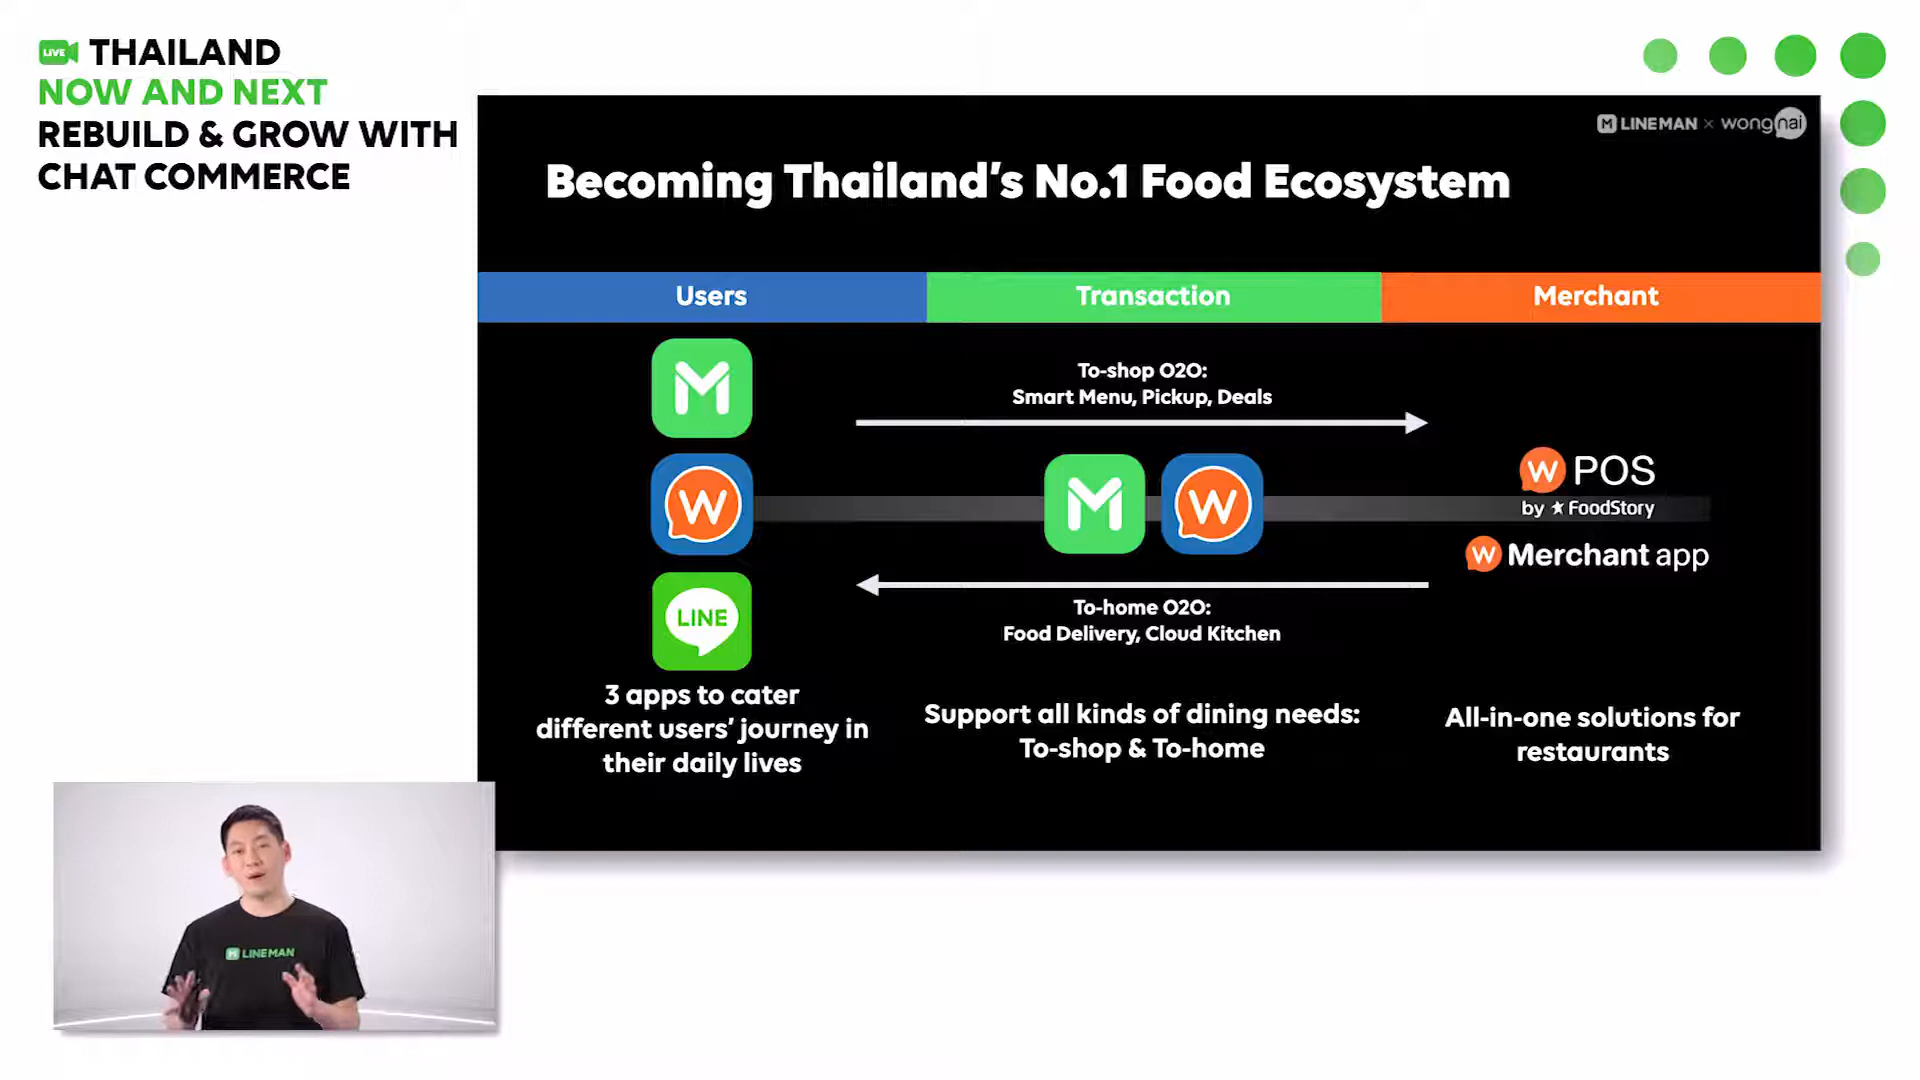 LIVE THAILAND
NOW AND NEXT
REBUILD & GROW WITH
CHAT COMMERCE
M LINEMAN × wongnai
Becoming Thailand's No.1 Food Ecosystem
Users
Transaction
Merchant
M
To-shop O2O:
Smart Menu, Pickup, Deals
W
M
W
W POS
by ★ FoodStory
W Merchant app
LINE
To-home O2O:
Food Delivery, Cloud Kitchen
3 apps to cater
different users' journey in
their daily lives
Support all kinds of dining needs:
To-shop & To-home
All-in-one solutions for
restaurants
M LINEMAN